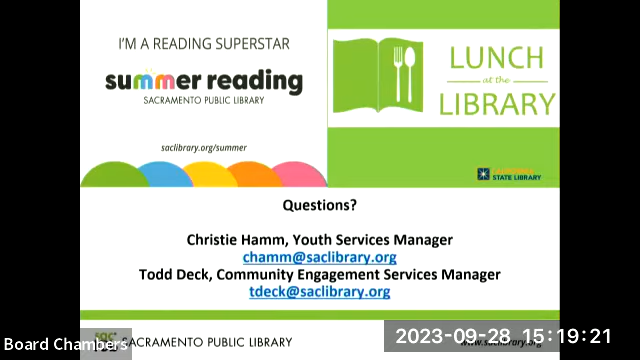 I'M A READING SUPERSTAR
summer reading
SACRAMENTO PUBLIC LIBRARY
saclibrary.org/summer
LUNCH
at the
LIBRARY
STATE LIBRARY
Questions?
Christie Hamm, Youth Services Manager
chamm@saclibrary.org
Todd Deck, Community Engagement Services Manager
tdeck@saclibrary.org
Board Chambers
SACRAMENTO PUBLIC LIBRARY
2023-09-28 15:19:21